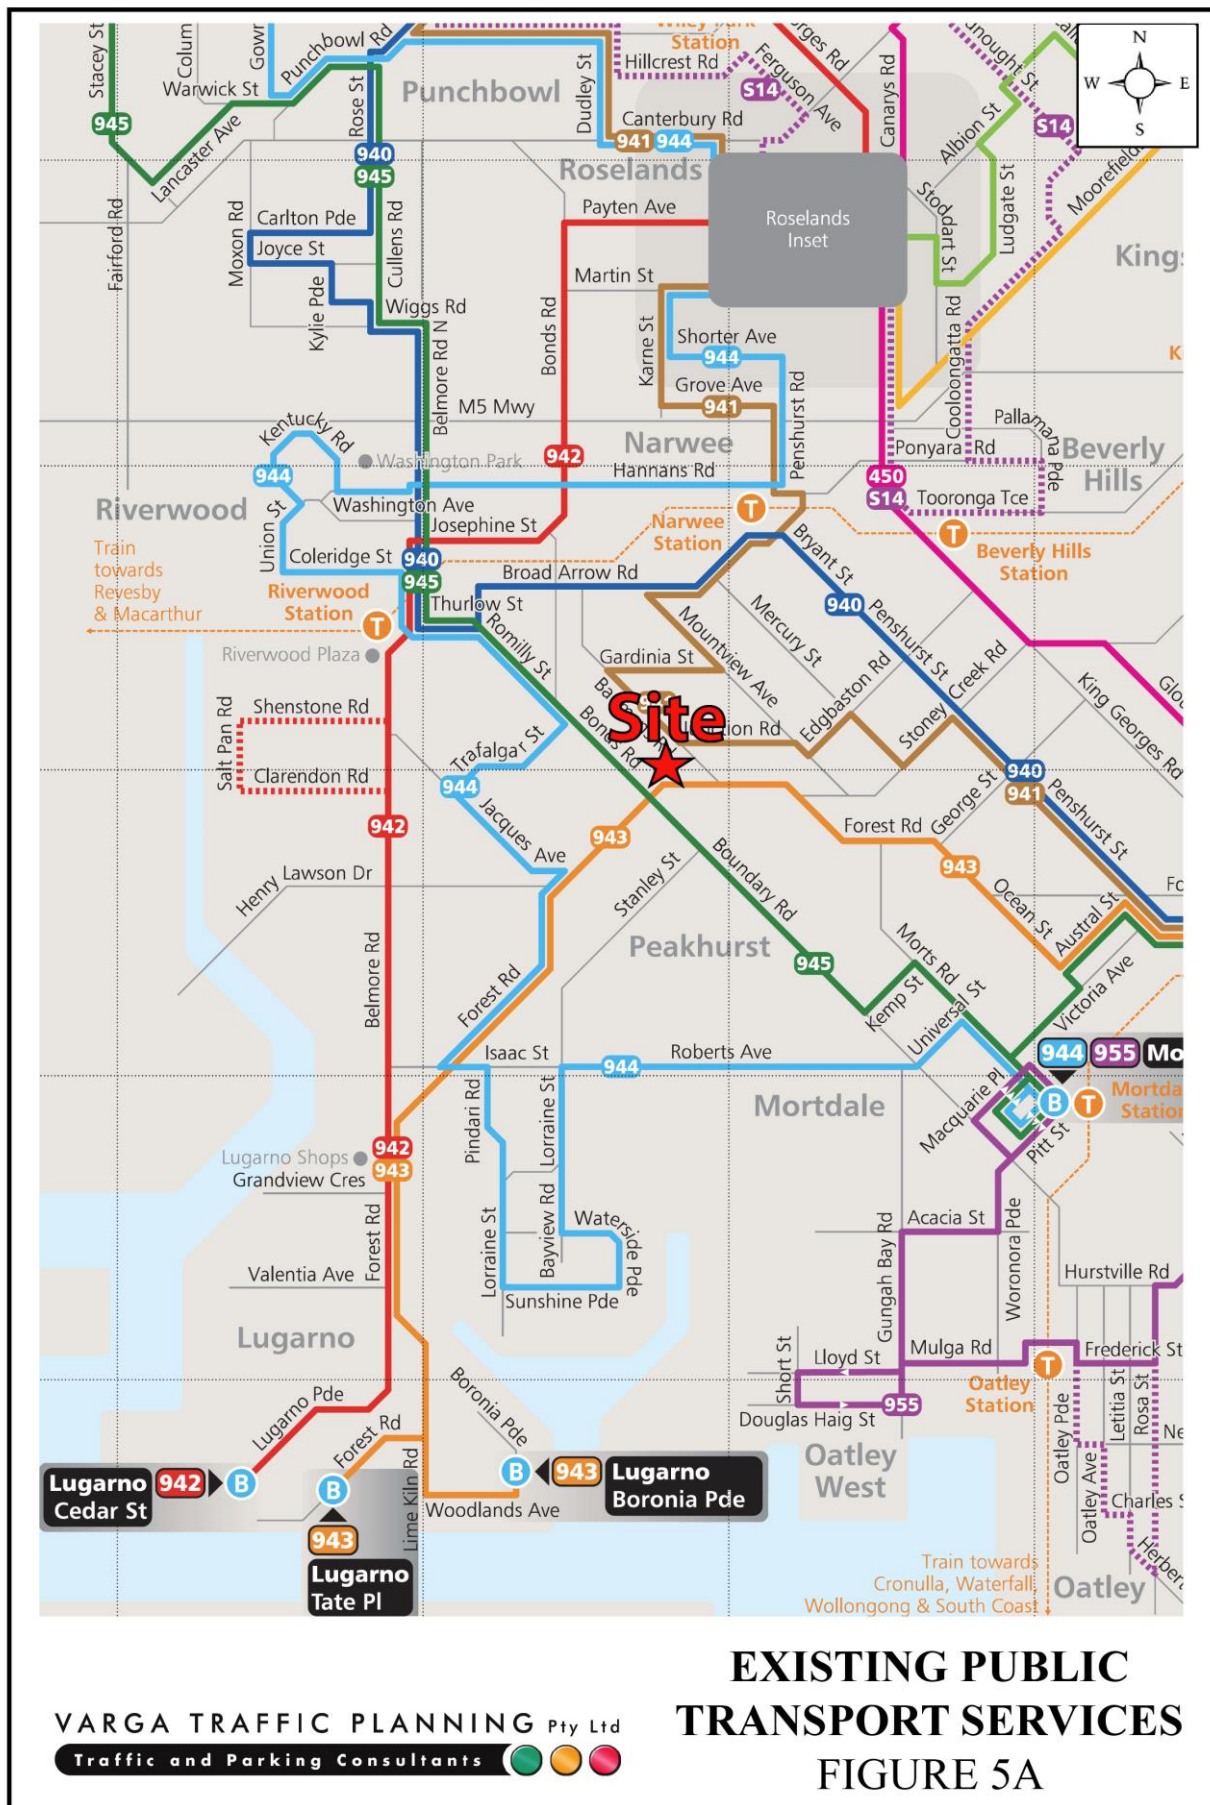 Stacey St
Colum
Gowr
Punchbowl Rd
Warwick St
945
Lancaster Ave
Rose St
940
945
Punchbowl
Dudley St
Station
Hillcrest Rd
S14
Ferguson Ave
orges Rd
Canarys Rd
Canterbury Rd
941
944
Roselands
Albion St
S14
N
W
E
S
Moorefield
Ludgate St
Stoddart St
Kings
Roselands
Inset
Payten Ave
Fairford Rd
Moxon Rd
Carlton Pde
Joyce St
Kylie Pde
Cullens Rd
Wiggs Rd
Belmore Rd N
Bonds Rd
Martin St
Karne St
Shorter Ave
944
Grove Ave
941
Penshurst Rd
Cooloongatta Rd
K
M5 Mwy
Narwee
Pallamana Pde
Ponyara Rd
Beverly
Hills
Kentucky Rd
944
Washington Park
942
Hannans Rd
450
S14
Tooronga Tce
Riverwood
Washington Ave
Union St
Josephine St
Coleridge St
Train
towards
Revesby
& Macarthur
Riverwood
Station
T
940
945
Narwee
Station
T
T
Beverly Hills
Station
Broad Arrow Rd
Bryant St
940
Thurlow St
Romilly St
Riverwood Plaza
Mercury St
Mountview Ave
Penshurst St
Gardinia St
Edgbaston Rd
Stoney Creek Rd
King Georges Rd
Glou
Shenstone Rd
Salt Pan Rd
Clarendon Rd
Site
Bonds Rd
Trafalgar St
944
Jacques Ave
942
943
940
941
Penshurst St
George St
Forest Rd
943
Ocean St
Austral St
Fo
Henry Lawson Dr
Stanley St
Boundary Rd
Peakhurst
945
Morts Rd
Kemp St
Universal St
Victoria Ave
Belmore Rd
Forest Rd
Isaac St
944
Roberts Ave
944
955
Mo
Mortda
Station
B
T
Mortdale
Macquarie Pl
Pitt St
Pindari Rd
Lorraine St
942
Lugarno Shops
943
Grandview Cres
Forest Rd
Lorraine St
Bayview Rd
Waterside Pde
Sunshine Pde
Valentia Ave
Acacia St
Gungah Bay Rd
Woronora Pde
Hurstville Rd
Lugarno
Mulga Rd
Frederick St
Lloyd St
Short St
955
Douglas Haig St
Oatley
Station
T
Oatley Pde
Letitia St
Rosa St
Ne
Boronia Pde
Lugarno Pde
Forest Rd
Lime Kiln Rd
Woodlands Ave
Oatley
West
Oatley Ave
Charles S
Herbert
Lugarno
Cedar St
942
B
B
943
Lugarno
Tate Pl
B
943
Lugarno
Boronia Pde
Train towards
Cronulla, Waterfall,
Wollongong & South Coast
Oatley
EXISTING PUBLIC
TRANSPORT SERVICES
FIGURE 5A
VARGA TRAFFIC PLANNING Pty Ltd
Traffic and Parking Consultants